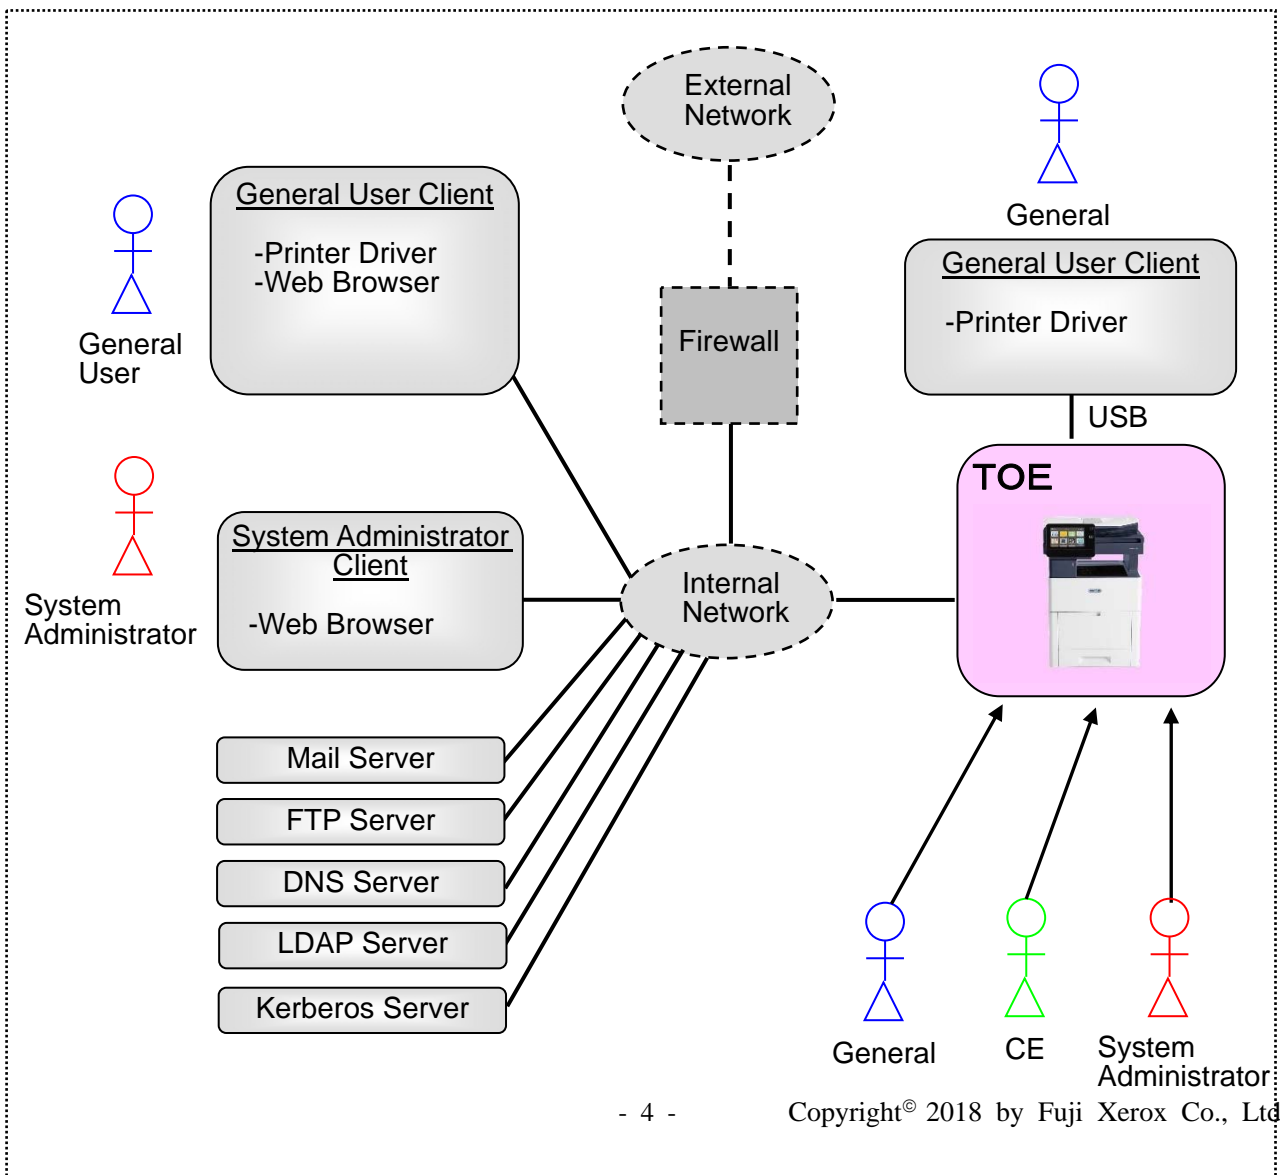 External
Network
General
General User Client
-Printer Driver
-Web Browser
General
User
General User Client
-Printer Driver
Firewall
USB
TOE
System Administrator
Client
-Web Browser
System
Administrator
Internal
Network
Mail Server
FTP Server
DNS Server
LDAP Server
Kerberos Server
General
CE
System
Administrator
- 4 - Copyright© 2018 by Fuji Xerox Co., Ltd